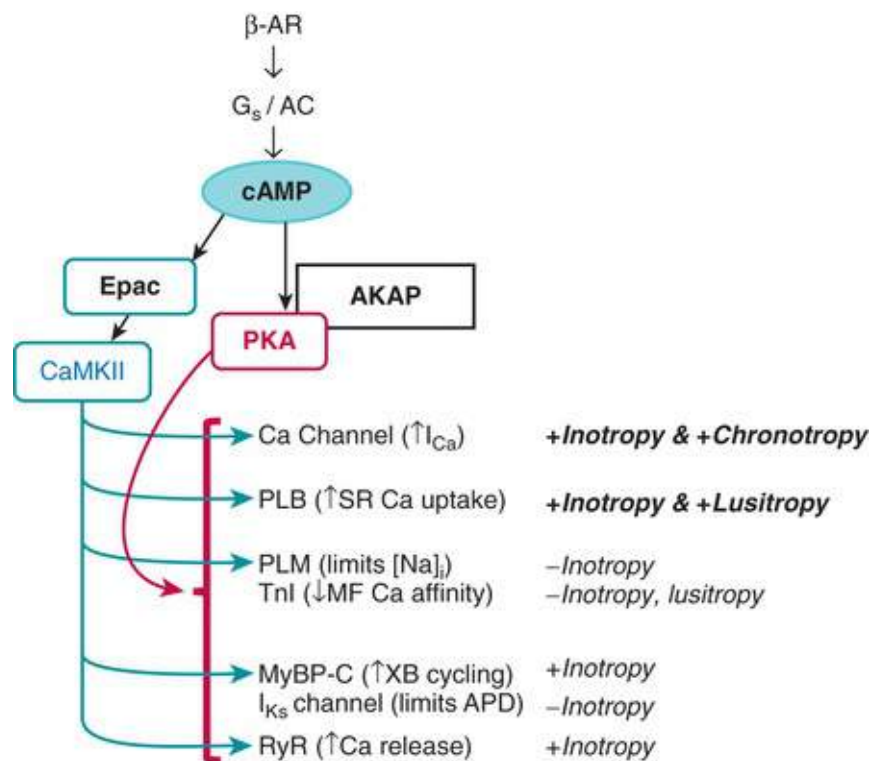 β-AR
Gₛ / AC
cAMP
Epac
AKAP
PKA
CaMKII
Ca Channel (↑I_Ca) +Inotropy & +Chronotropy
PLB (↑SR Ca uptake) +Inotropy & +Lusitropy
PLM (limits [Na]ᵢ) –Inotropy
TnI (↓MF Ca affinity) –Inotropy, lusitropy
MyBP-C (↑XB cycling) +Inotropy
I_Ks channel (limits APD) –Inotropy
RyR (↑Ca release) +Inotropy